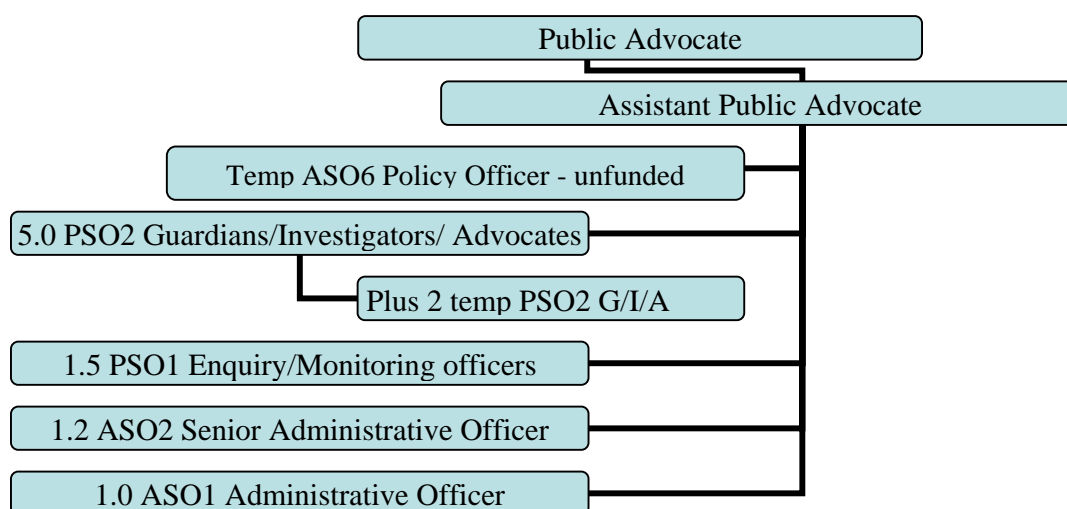 Public Advocate
Assistant Public Advocate
Temp ASO6 Policy Officer - unfunded
5.0 PSO2 Guardians/Investigators/ Advocates
Plus 2 temp PSO2 G/I/A
1.5 PSO1 Enquiry/Monitoring officers
1.2 ASO2 Senior Administrative Officer
1.0 ASO1 Administrative Officer